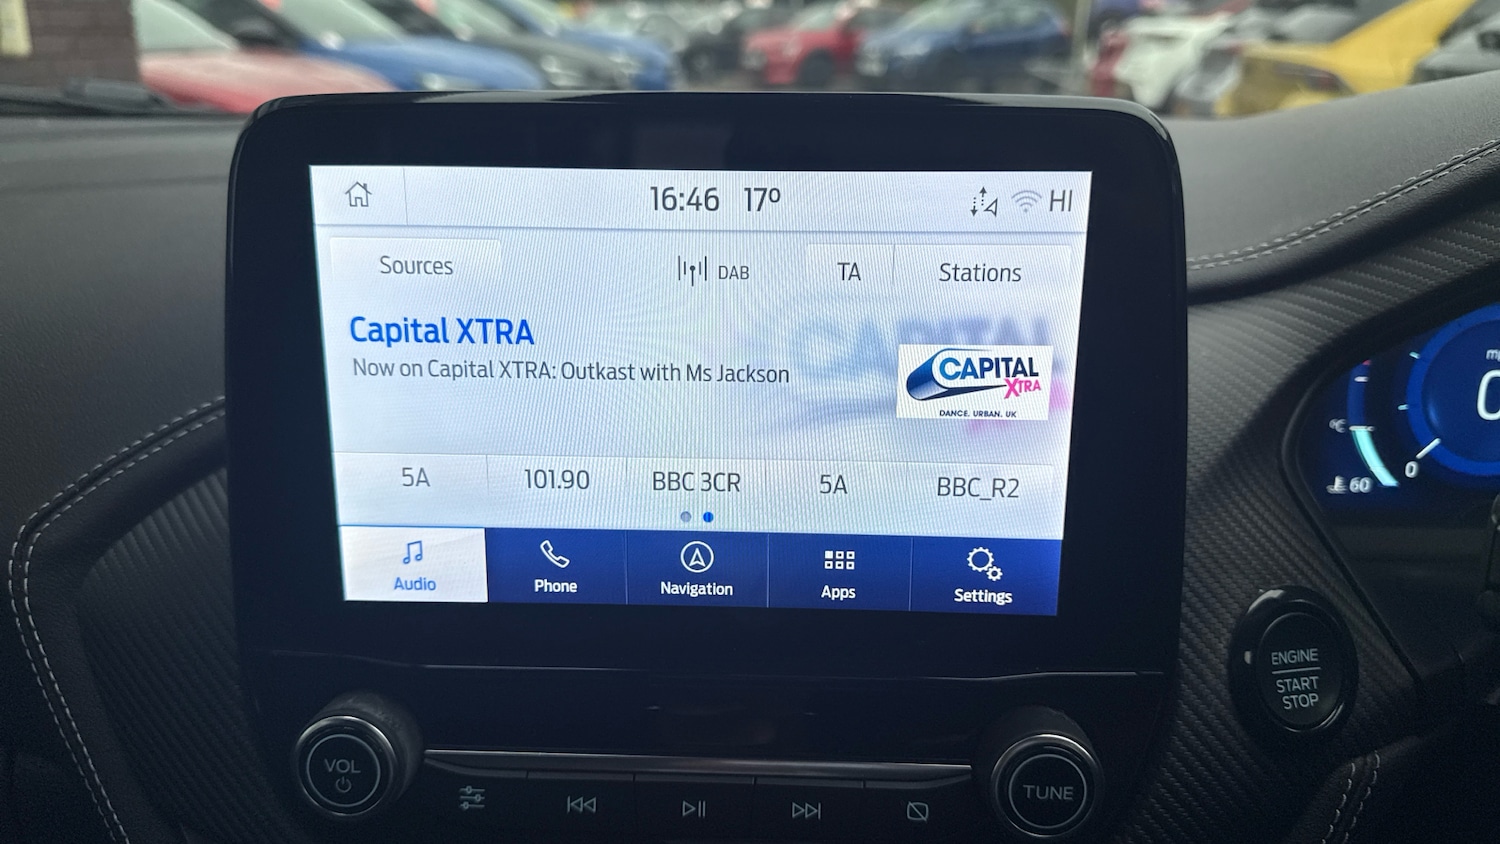 16:46 17º HI
Sources DAB TA Stations
Capital XTRA
Now on Capital XTRA: Outkast with Ms Jackson
CAPITAL
XTRA
DANCE. URBAN. UK
5A 101.90 BBC 3CR 5A BBC_R2
Audio Phone Navigation Apps Settings
VOL
TUNE
ENGINE
START
STOP
0
60